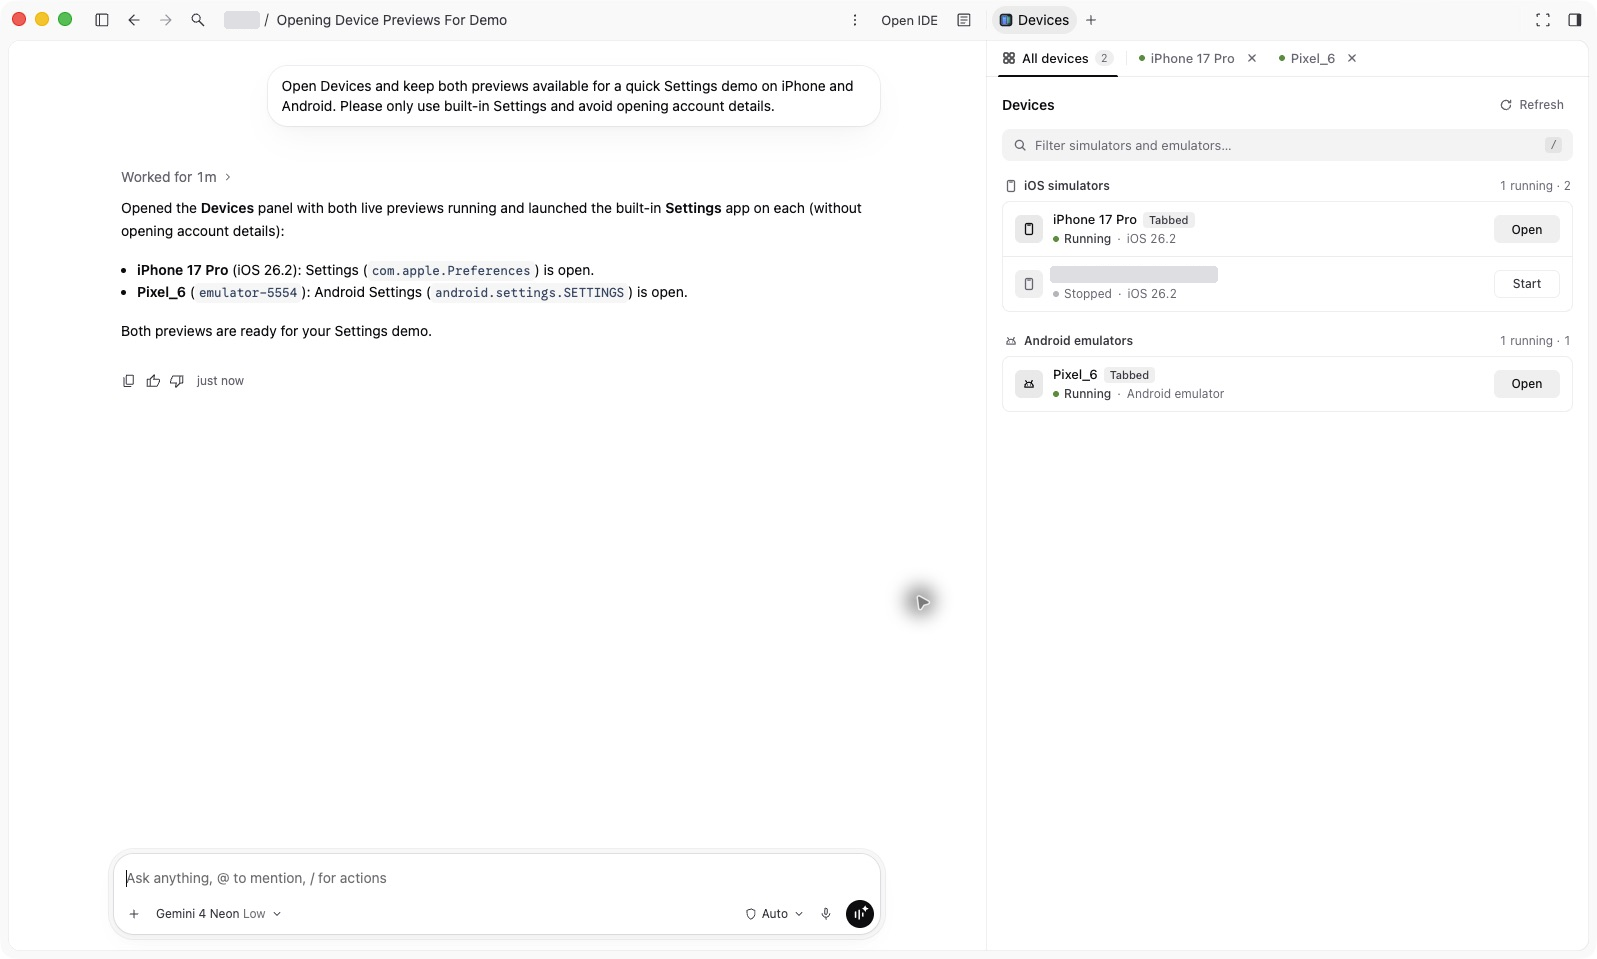 / Opening Device Previews For Demo
Open IDE
Devices
Open Devices and keep both previews available for a quick Settings demo on iPhone and
Android. Please only use built-in Settings and avoid opening account details.
Worked for 1m
Opened the Devices panel with both live previews running and launched the built-in Settings app on each (without
opening account details):
• iPhone 17 Pro (iOS 26.2): Settings ( com.apple.Preferences ) is open.
• Pixel_6 ( emulator-5554 ): Android Settings ( android.settings.SETTINGS ) is open.
Both previews are ready for your Settings demo.
just now
Ask anything, @ to mention, / for actions
Gemini 4 Neon Low
Auto
All devices 2
iPhone 17 Pro
Pixel_6
Devices
Refresh
Filter simulators and emulators...
/
iOS simulators
1 running · 2
iPhone 17 Pro Tabbed
Running · iOS 26.2
Open
Stopped · iOS 26.2
Start
Android emulators
1 running · 1
Pixel_6 Tabbed
Running · Android emulator
Open